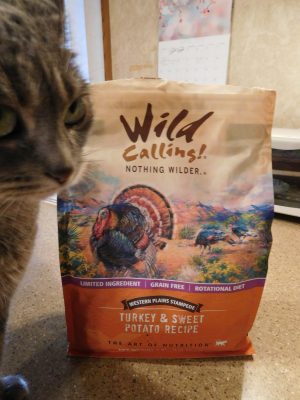 Wild
Calling!®
NOTHING WILDER.®
LIMITED INGREDIENT | GRAIN FREE | ROTATIONAL DIET
WESTERN PLAINS STAMPEDE
TURKEY & SWEET
POTATO RECIPE
THE ART OF NUTRITION